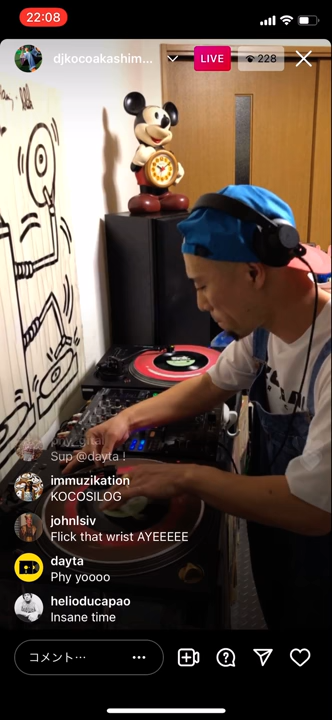 22:08
djkocoakashim...
LIVE
228
Sup @dayta !
immuzikation
KOCOSILOG
johnlsiv
Flick that wrist AYEEEEE
dayta
Phy yoooo
helioducapao
Insane time
コメント…